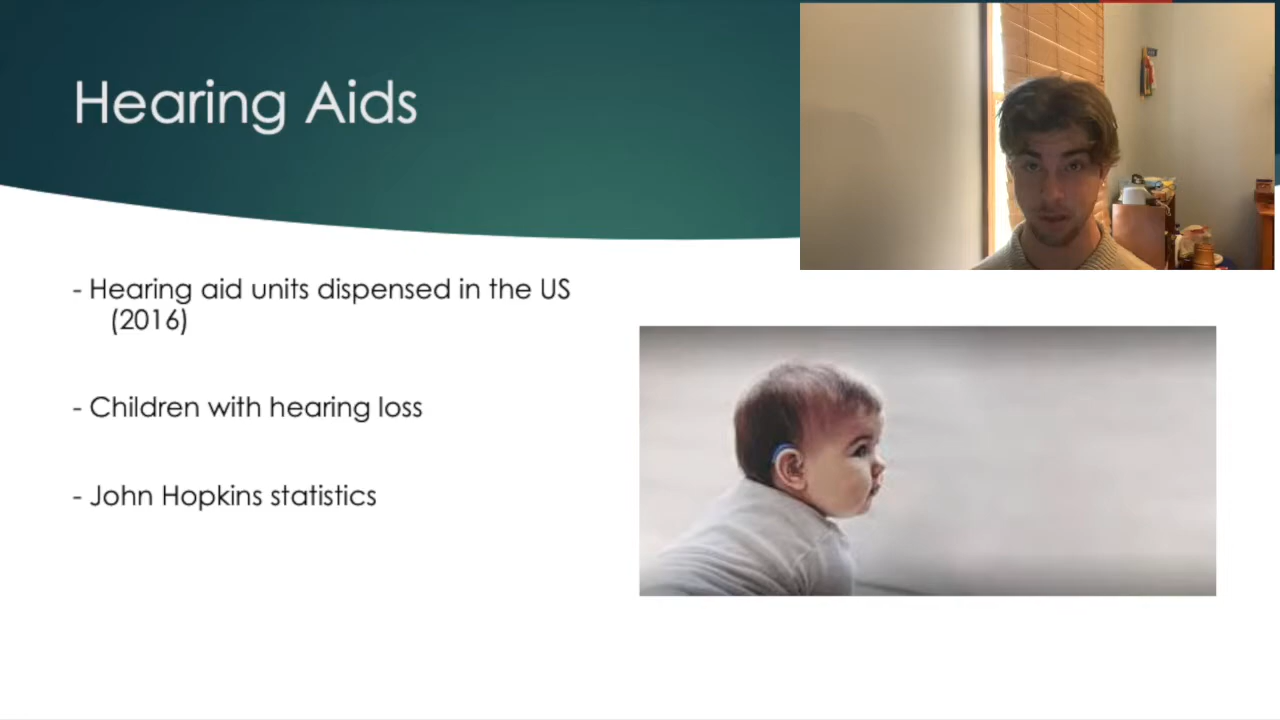 Hearing Aids
- Hearing aid units dispensed in the US
(2016)
- Children with hearing loss
- John Hopkins statistics